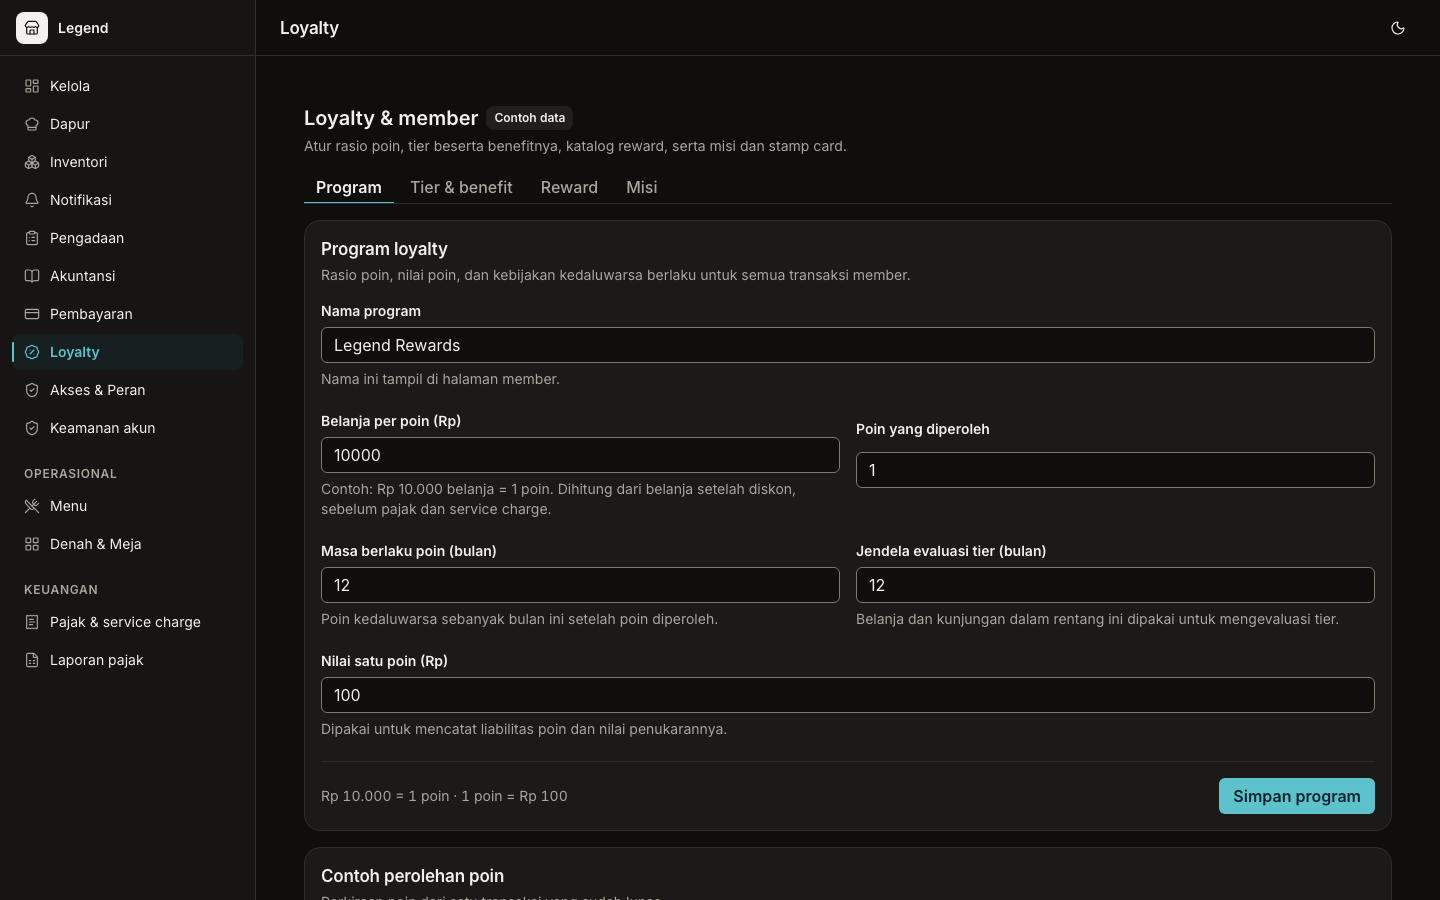 Legend
Loyalty
Kelola
Dapur
Inventori
Notifikasi
Pengadaan
Akuntansi
Pembayaran
Loyalty
Akses & Peran
Keamanan akun
OPERASIONAL
Menu
Denah & Meja
KEUANGAN
Pajak & service charge
Laporan pajak
Loyalty & member
Contoh data
Atur rasio poin, tier beserta benefitnya, katalog reward, serta misi dan stamp card.
Program
Tier & benefit
Reward
Misi
Program loyalty
Rasio poin, nilai poin, dan kebijakan kedaluwarsa berlaku untuk semua transaksi member.
Nama program
Legend Rewards
Nama ini tampil di halaman member.
Belanja per poin (Rp)
10000
Contoh: Rp 10.000 belanja = 1 poin. Dihitung dari belanja setelah diskon,
sebelum pajak dan service charge.
Poin yang diperoleh
1
Masa berlaku poin (bulan)
12
Poin kedaluwarsa sebanyak bulan ini setelah poin diperoleh.
Jendela evaluasi tier (bulan)
12
Belanja dan kunjungan dalam rentang ini dipakai untuk mengevaluasi tier.
Nilai satu poin (Rp)
100
Dipakai untuk mencatat liabilitas poin dan nilai penukarannya.
Rp 10.000 = 1 poin · 1 poin = Rp 100
Simpan program
Contoh perolehan poin